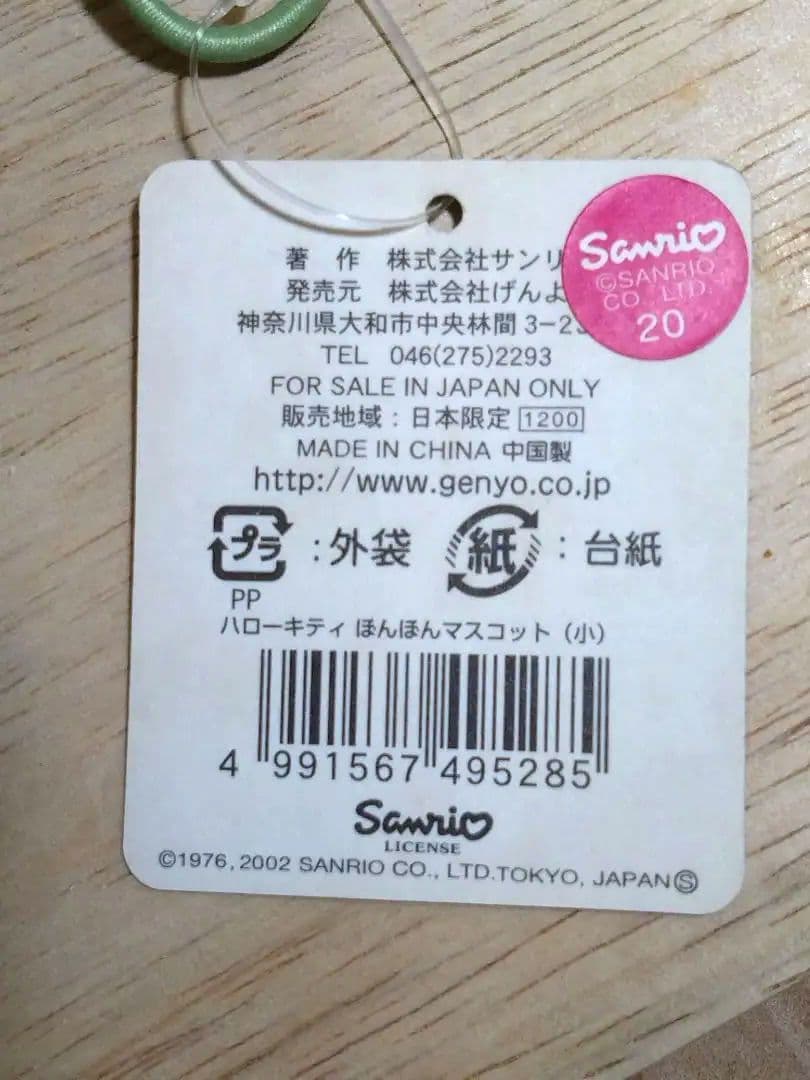 著 作 株式会社サンリ
発売元 株式会社げんよ
神奈川県大和市中央林間3-2
TEL 046(275)2293
FOR SALE IN JAPAN ONLY
販売地域:日本限定 1200
MADE IN CHINA 中国製
http://www.genyo.co.jp
プラ :外袋 紙 :台紙
PP
ハローキティ ぽんぽんマスコット(小)
4 991567 495285
Sanrio
LICENSE
©1976, 2002 SANRIO CO., LTD.TOKYO, JAPAN Ⓢ
Sanrio
©SANRIO
CO. LTD.
20